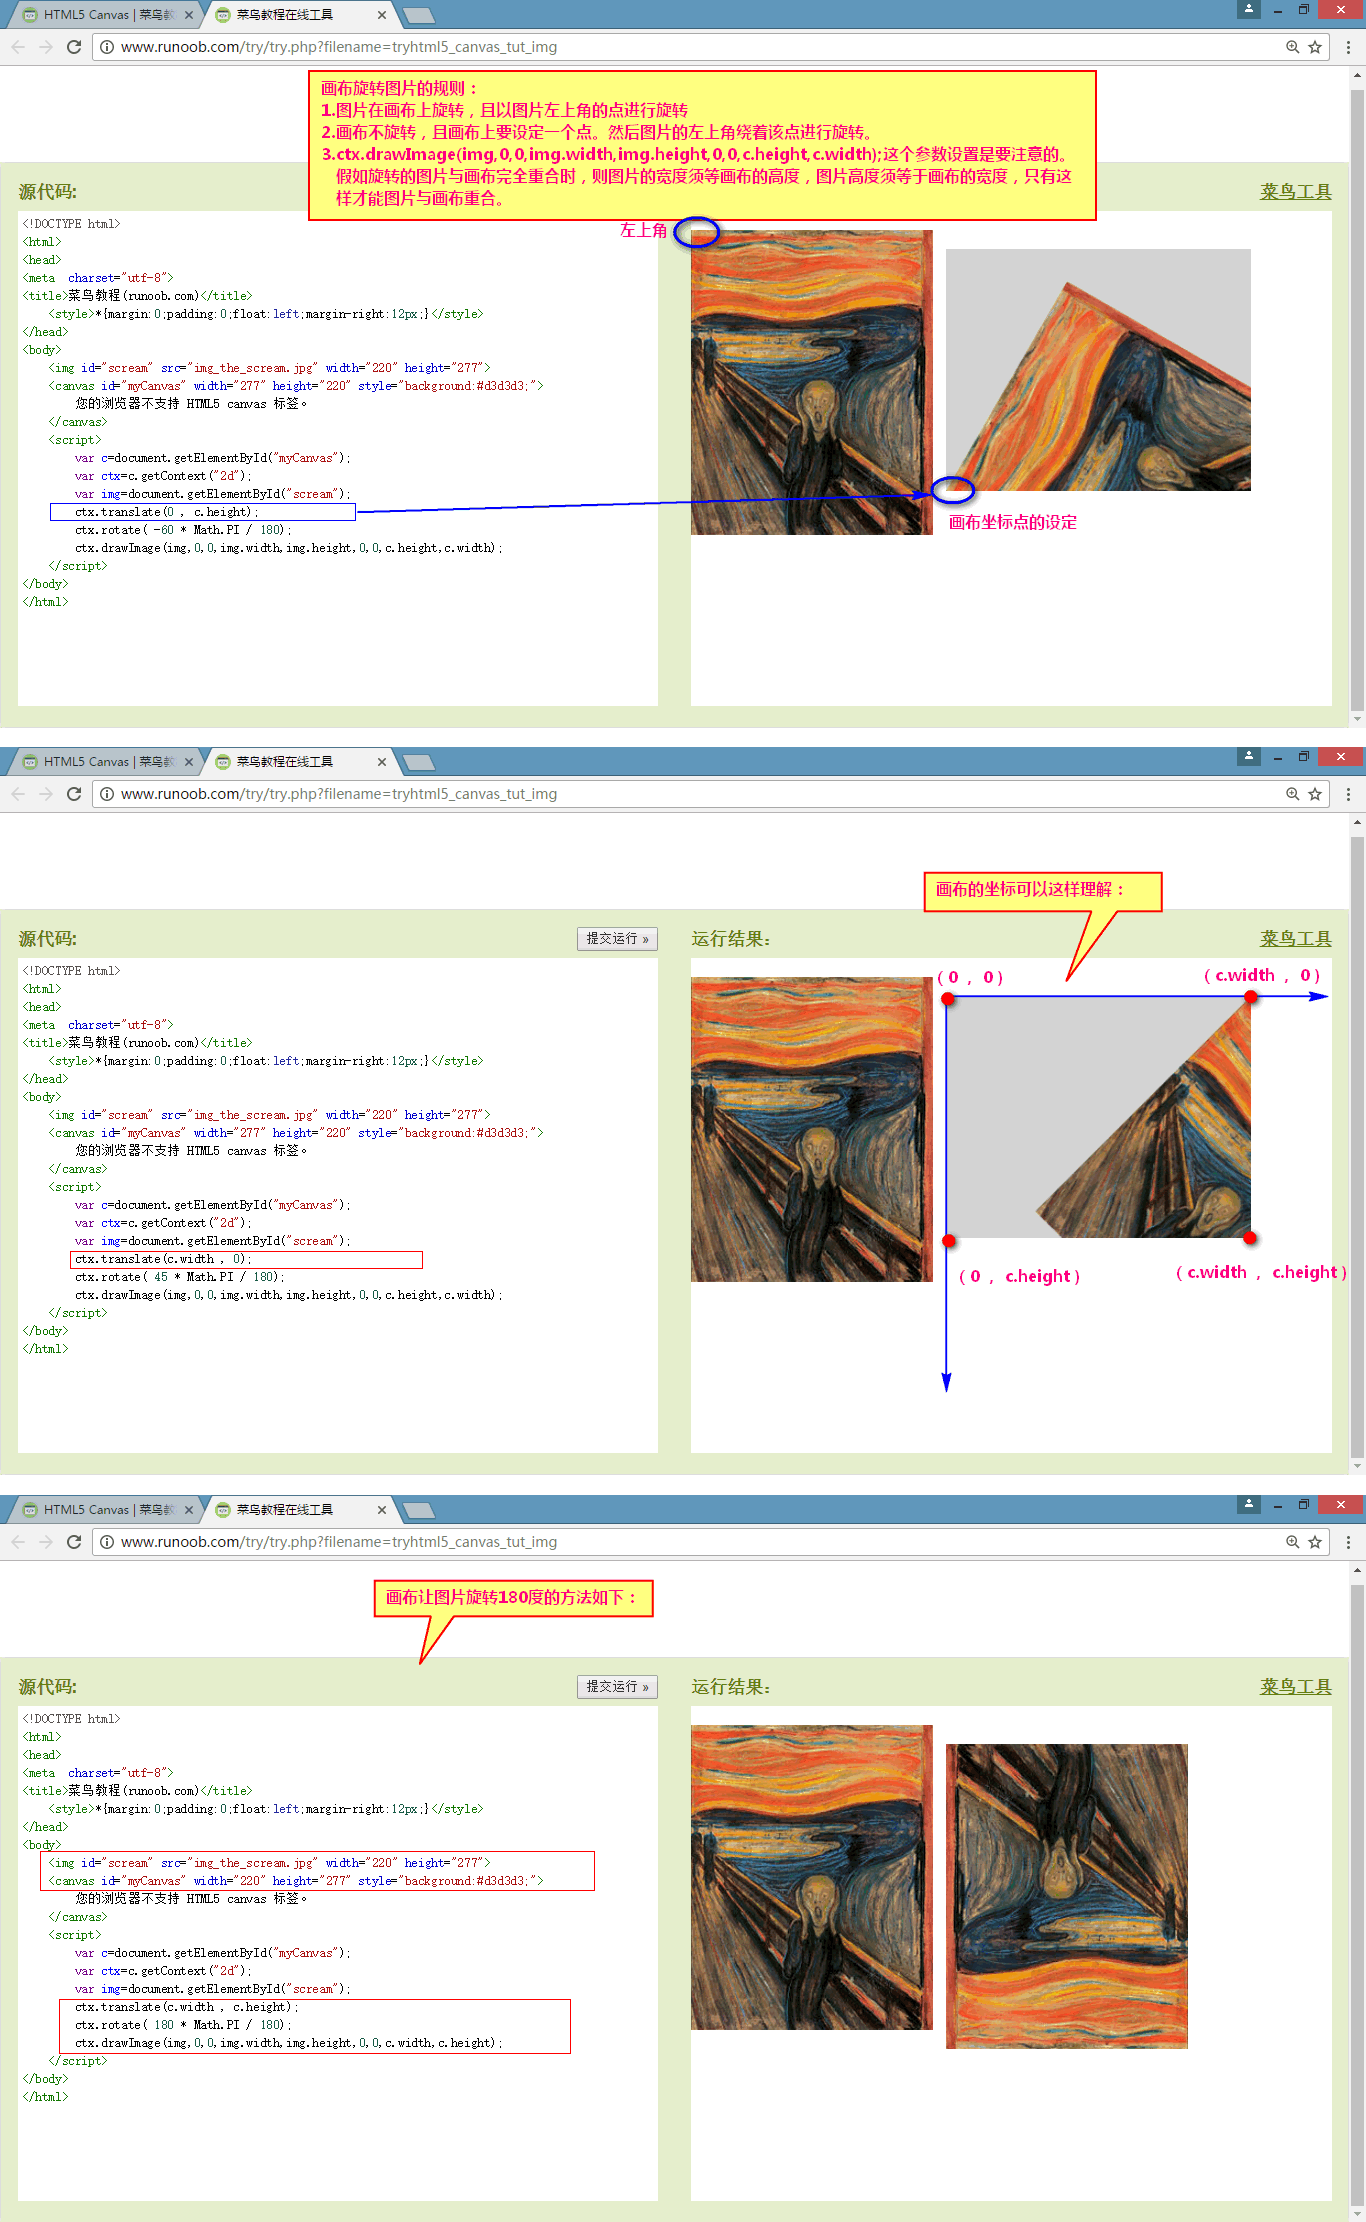 HTML5 Canvas | 菜鸟
菜鸟教程在线工具
www.runoob.com/try/try.php?filename=tryhtml5_canvas_tut_img
画布旋转图片的规则：
1.图片在画布上旋转，且以图片左上角的点进行旋转
2.画布不旋转，且画布上要设定一个点。然后图片的左上角绕着该点进行旋转。
3.ctx.drawImage(img,0,0,img.width,img.height,0,0,c.height,c.width);这个参数设置是要注意的。
假如旋转的图片与画布完全重合时，则图片的宽度须等画布的高度，图片高度须等于画布的宽度，只有这
样才能图片与画布重合。
源代码:
菜鸟工具
左上角
<!DOCTYPE html>
<html>
<head>
<meta  charset="utf-8">
<title>菜鸟教程(runoob.com)</title>
    <style>*{margin:0;padding:0;float:left;margin-right:12px;}</style>
</head>
<body>
    <img id="scream" src="img_the_scream.jpg" width="220" height="277">
    <canvas id="myCanvas" width="277" height="220" style="background:#d3d3d3;">
        您的浏览器不支持 HTML5 canvas 标签。
    </canvas>
    <script>
        var c=document.getElementById("myCanvas");
        var ctx=c.getContext("2d");
        var img=document.getElementById("scream");
        ctx.translate(0 , c.height);
        ctx.rotate( -60 * Math.PI / 180);
        ctx.drawImage(img,0,0,img.width,img.height,0,0,c.height,c.width);
    </script>
</body>
</html>
画布坐标点的设定
HTML5 Canvas | 菜鸟
菜鸟教程在线工具
www.runoob.com/try/try.php?filename=tryhtml5_canvas_tut_img
画布的坐标可以这样理解：
源代码:
提交运行 »
运行结果:
菜鸟工具
<!DOCTYPE html>
<html>
<head>
<meta  charset="utf-8">
<title>菜鸟教程(runoob.com)</title>
    <style>*{margin:0;padding:0;float:left;margin-right:12px;}</style>
</head>
<body>
    <img id="scream" src="img_the_scream.jpg" width="220" height="277">
    <canvas id="myCanvas" width="277" height="220" style="background:#d3d3d3;">
        您的浏览器不支持 HTML5 canvas 标签。
    </canvas>
    <script>
        var c=document.getElementById("myCanvas");
        var ctx=c.getContext("2d");
        var img=document.getElementById("scream");
        ctx.translate(c.width , 0);
        ctx.rotate( 45 * Math.PI / 180);
        ctx.drawImage(img,0,0,img.width,img.height,0,0,c.height,c.width);
    </script>
</body>
</html>
( 0 ， 0 )
( c.width ， 0 )
( 0 ， c.height )
( c.width ， c.height )
HTML5 Canvas | 菜鸟
菜鸟教程在线工具
www.runoob.com/try/try.php?filename=tryhtml5_canvas_tut_img
画布让图片旋转180度的方法如下：
源代码:
提交运行 »
运行结果:
菜鸟工具
<!DOCTYPE html>
<html>
<head>
<meta  charset="utf-8">
<title>菜鸟教程(runoob.com)</title>
    <style>*{margin:0;padding:0;float:left;margin-right:12px;}</style>
</head>
<body>
    <img id="scream" src="img_the_scream.jpg" width="220" height="277">
    <canvas id="myCanvas" width="220" height="277" style="background:#d3d3d3;">
        您的浏览器不支持 HTML5 canvas 标签。
    </canvas>
    <script>
        var c=document.getElementById("myCanvas");
        var ctx=c.getContext("2d");
        var img=document.getElementById("scream");
        ctx.translate(c.width , c.height);
        ctx.rotate( 180 * Math.PI / 180);
        ctx.drawImage(img,0,0,img.width,img.height,0,0,c.width,c.height);
    </script>
</body>
</html>